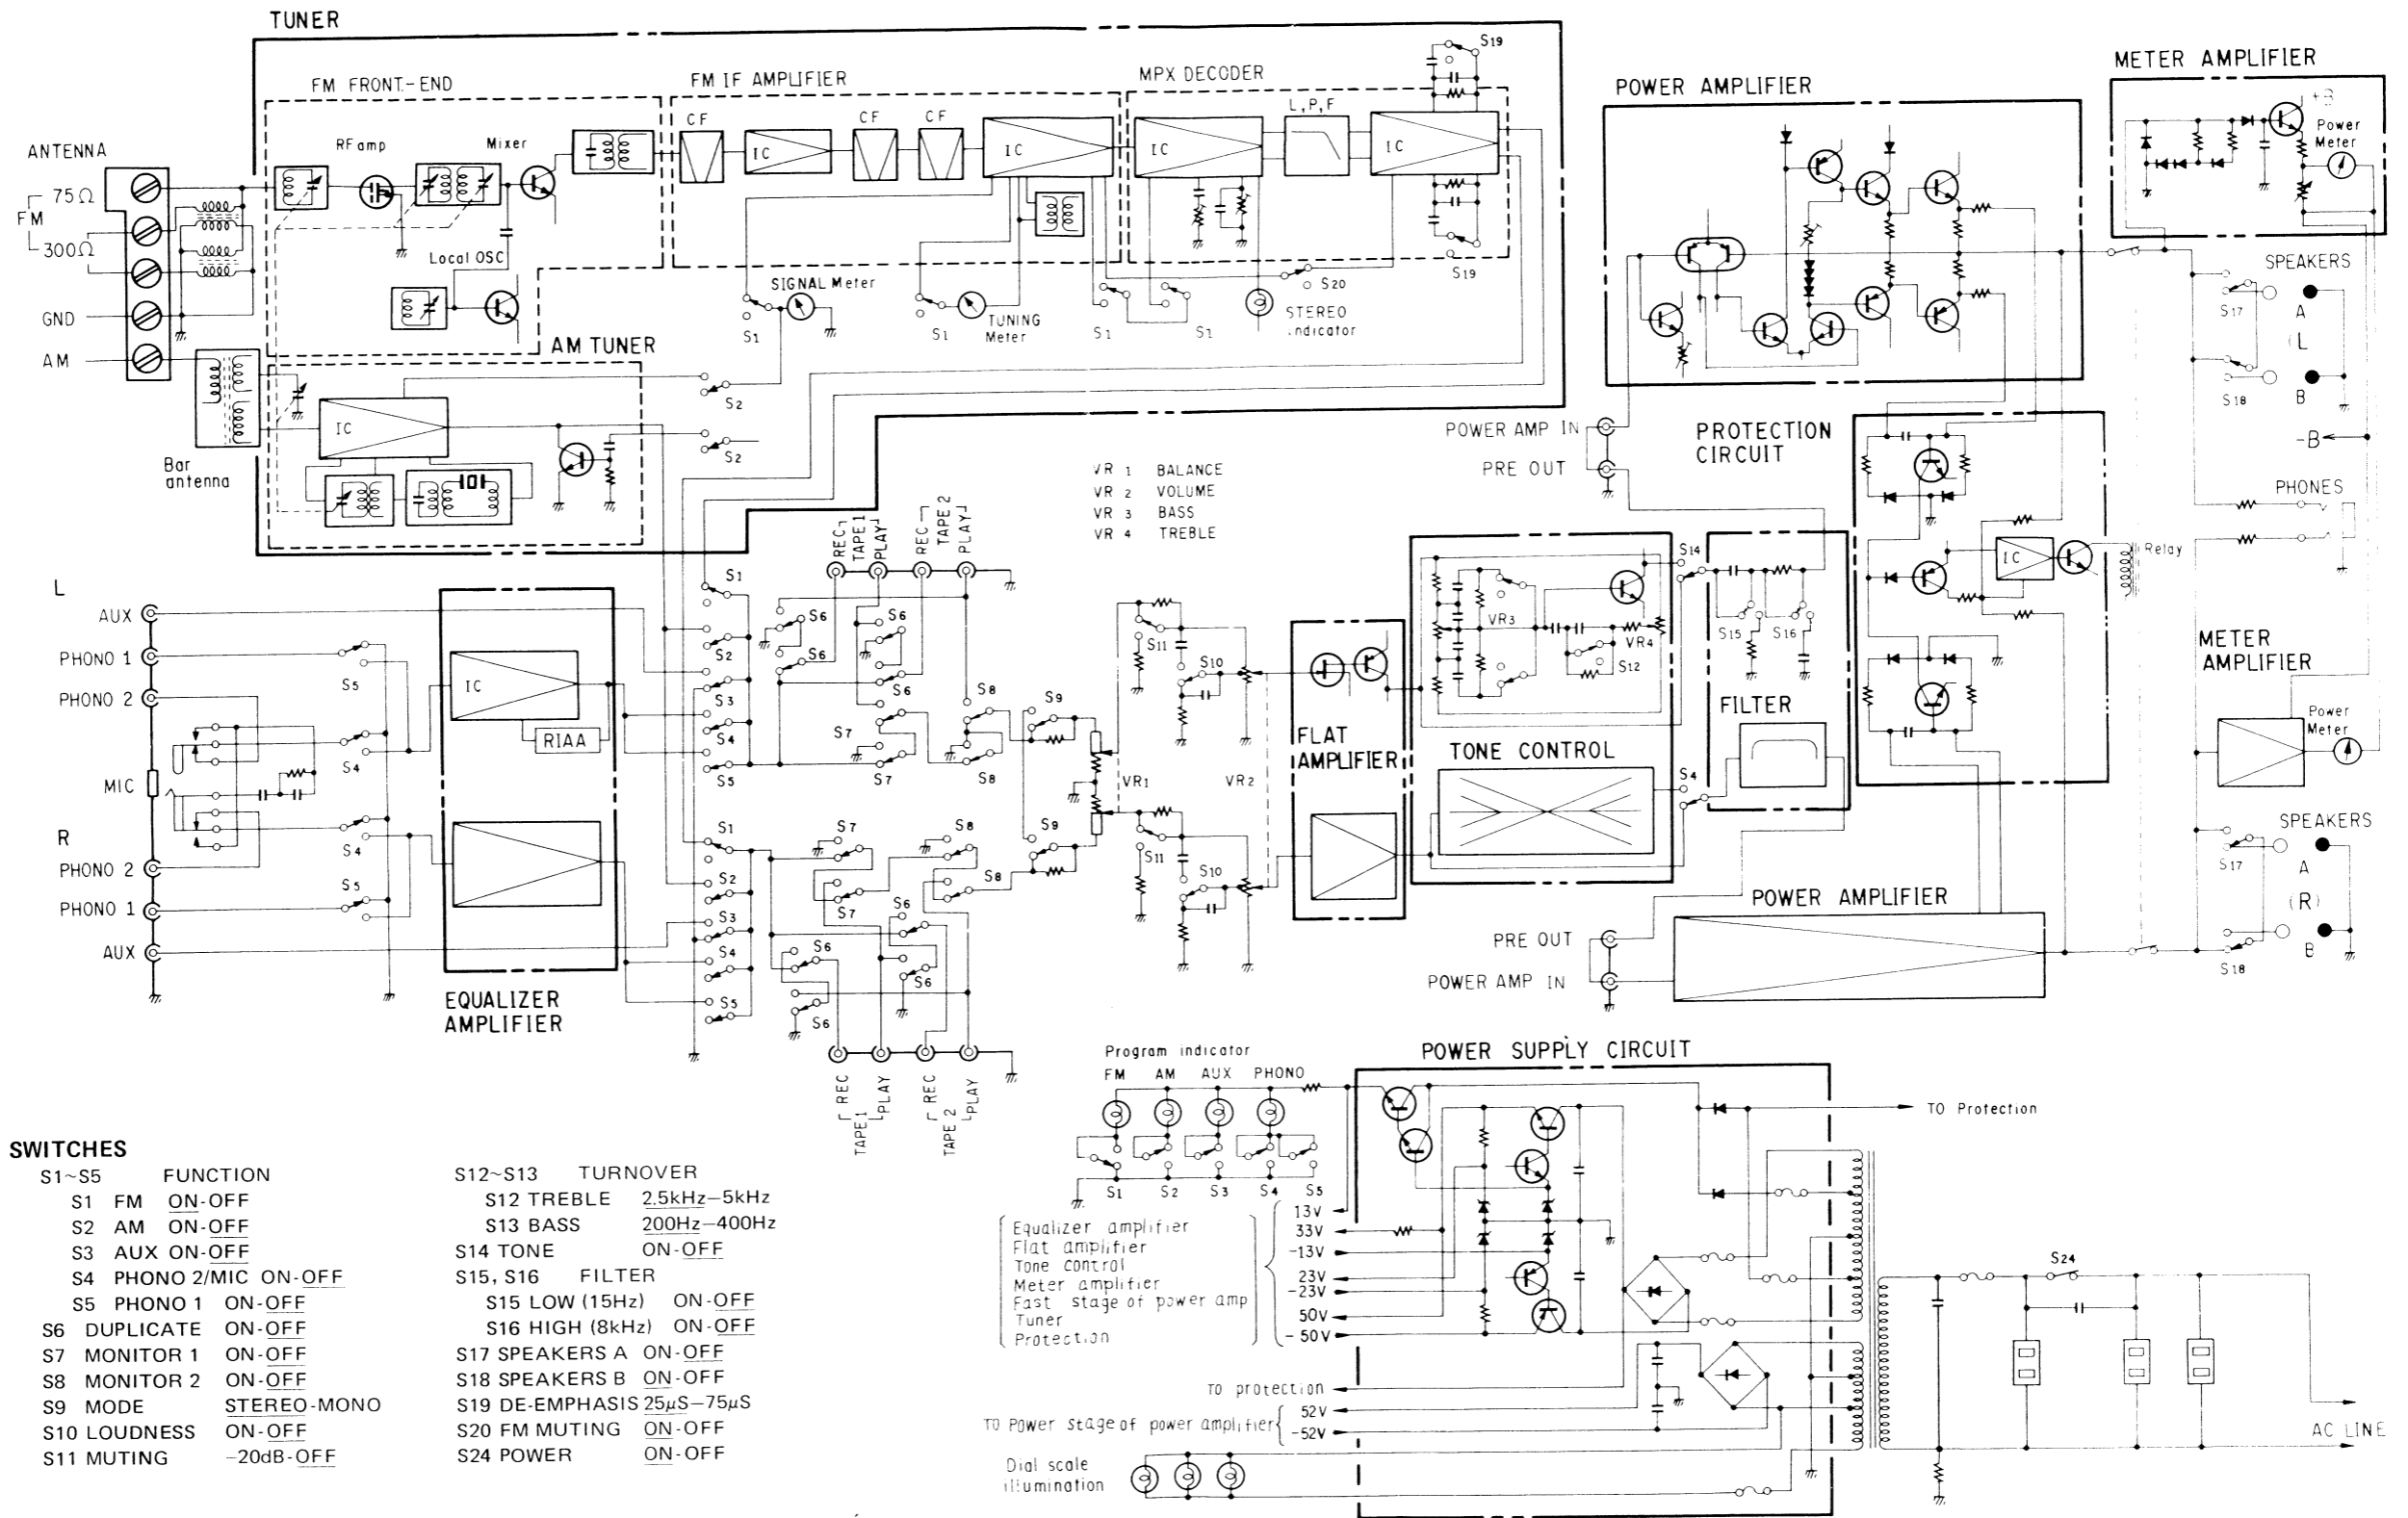 TUNER
FM FRONT-END
FM IF AMPLIFIER
MPX DECODER
S19
POWER AMPLIFIER
METER AMPLIFIER
+B
Power
Meter
ANTENNA
75Ω
FM
300Ω
GND
AM
RF amp
Mixer
Local OSC
CF
IC
CF
CF
IC
IC
L,P,F
IC
S19
S20
SIGNAL Meter
S1
S1
TUNING
Meter
S1
S1
STEREO
indicator
AM TUNER
IC
S2
S2
Bar
antenna
SPEAKERS
S17
A
(L
S18
B
-B
PHONES
POWER AMP IN
PRE OUT
PROTECTION
CIRCUIT
IC
Relay
VR 1 BALANCE
VR 2 VOLUME
VR 3 BASS
VR 4 TREBLE
REC
TAPE 1
PLAY
REC
TAPE 2
PLAY
L
AUX
PHONO 1
PHONO 2
MIC
R
PHONO 2
PHONO 1
AUX
S5
S4
S4
S5
IC
RIAA
EQUALIZER
AMPLIFIER
S1
S2
S3
S4
S5
S6
S6
S6
S6
S7
S7
S8
S8
S9
S11
S10
VR1
VR2
FLAT
AMPLIFIER
VR3
VR4
S12
S14
TONE CONTROL
S4
S15
S16
FILTER
METER
AMPLIFIER
Power
Meter
S1
S2
S3
S4
S5
S7
S7
S8
S8
S9
S6
S6
S6
S6
S11
S10
POWER AMPLIFIER
PRE OUT
POWER AMP IN
SPEAKERS
S17
A
(R)
B
S18
REC
TAPE 1
PLAY
REC
TAPE 2
PLAY
Program indicator
FM AM AUX PHONO
S1 S2 S3 S4 S5
POWER SUPPLY CIRCUIT
TO Protection
Equalizer amplifier
Flat amplifier
Tone control
Meter amplifier
Fast stage of power amp
Tuner
Protection
13V
33V
-13V
23V
-23V
50V
-50V
TO protection
52V
TO Power stage of power amplifier
-52V
Dial scale
illumination
S24
AC LINE
SWITCHES
S1~S5 FUNCTION
S1 FM ON-OFF
S2 AM ON-OFF
S3 AUX ON-OFF
S4 PHONO 2/MIC ON-OFF
S5 PHONO 1 ON-OFF
S6 DUPLICATE ON-OFF
S7 MONITOR 1 ON-OFF
S8 MONITOR 2 ON-OFF
S9 MODE STEREO-MONO
S10 LOUDNESS ON-OFF
S11 MUTING -20dB-OFF
S12~S13 TURNOVER
S12 TREBLE 2.5kHz–5kHz
S13 BASS 200Hz–400Hz
S14 TONE ON-OFF
S15, S16 FILTER
S15 LOW (15Hz) ON-OFF
S16 HIGH (8kHz) ON-OFF
S17 SPEAKERS A ON-OFF
S18 SPEAKERS B ON-OFF
S19 DE-EMPHASIS 25µS–75µS
S20 FM MUTING ON-OFF
S24 POWER ON-OFF